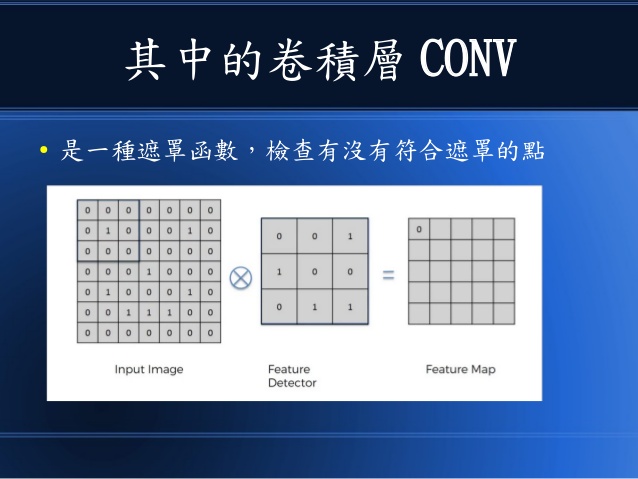 其中的卷積層 CONV
• 是一種遮罩函數，檢查有沒有符合遮罩的點
0 0 0 0 0 0 0
0 1 0 0 0 1 0
0 0 0 0 0 0 0
0 0 0 1 0 0 0
0 1 0 0 0 1 0
0 0 1 1 1 0 0
0 0 0 0 0 0 0
⊗
0 0 1
1 0 0
0 1 1
=
0
Input Image
Feature
Detector
Feature Map